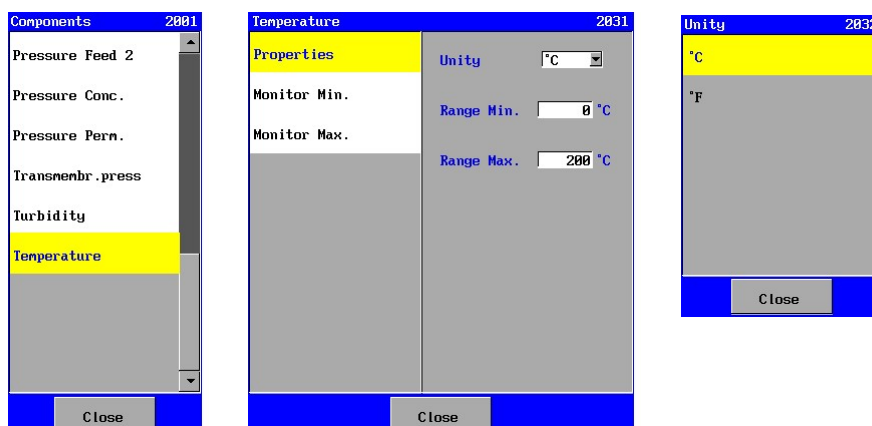 Components 2001
Pressure Feed 2
Pressure Conc.
Pressure Perm.
Transmembr.press
Turbidity
Temperature
Close
Temperature 2031
Properties
Monitor Min.
Monitor Max.
Unity °C
Range Min. 0 °C
Range Max. 200 °C
Close
Unity 2032
°C
°F
Close